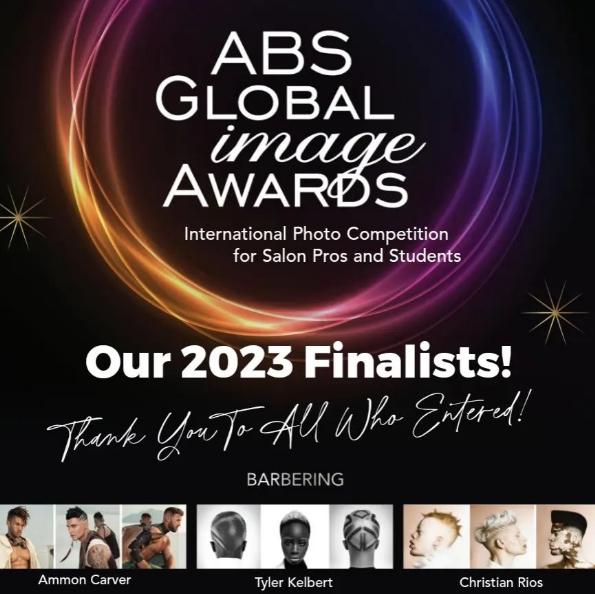 ABS
GLOBAL
image
AWARDS
International Photo Competition
for Salon Pros and Students
Our 2023 Finalists!
Thank You To All Who Entered!
BARBERING
Ammon Carver
Tyler Kelbert
Christian Rios